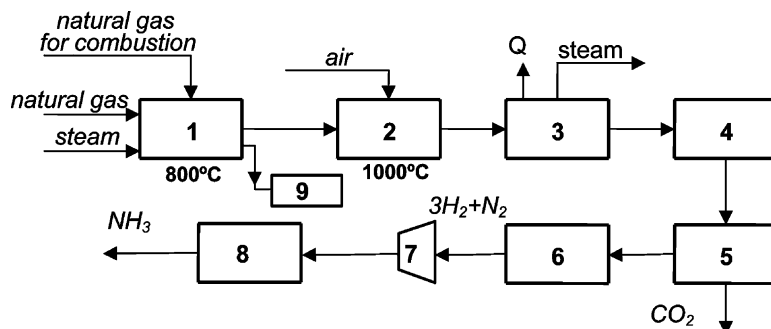 natural gas
for combustion
air
Q
steam
natural gas
steam
1
2
3
4
800ºC
1000ºC
9
NH₃
3H₂+N₂
8
7
6
5
CO₂